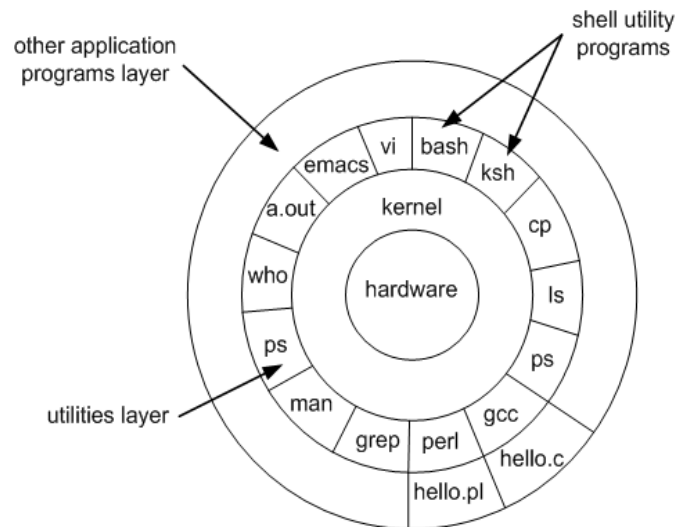 shell utility
programs
other application
programs layer
vi
bash
emacs
ksh
a.out
kernel
cp
who
hardware
ls
ps
ps
utilities layer
man
gcc
grep
perl
hello.c
hello.pl